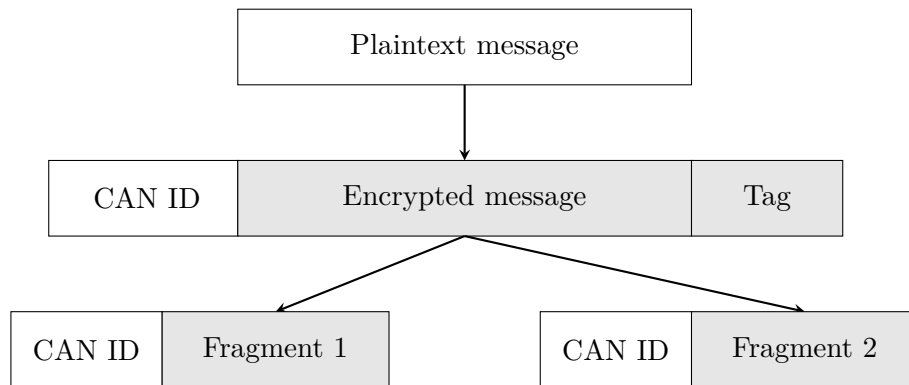 Plaintext message
CAN ID Encrypted message Tag
CAN ID Fragment 1 CAN ID Fragment 2